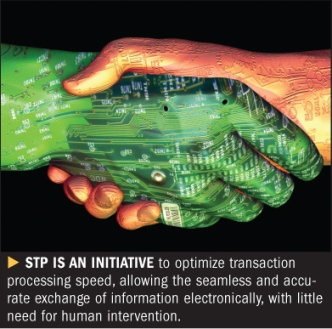 ▶ STP IS AN INITIATIVE to optimize transaction
processing speed, allowing the seamless and accu-
rate exchange of information electronically, with little
need for human intervention.